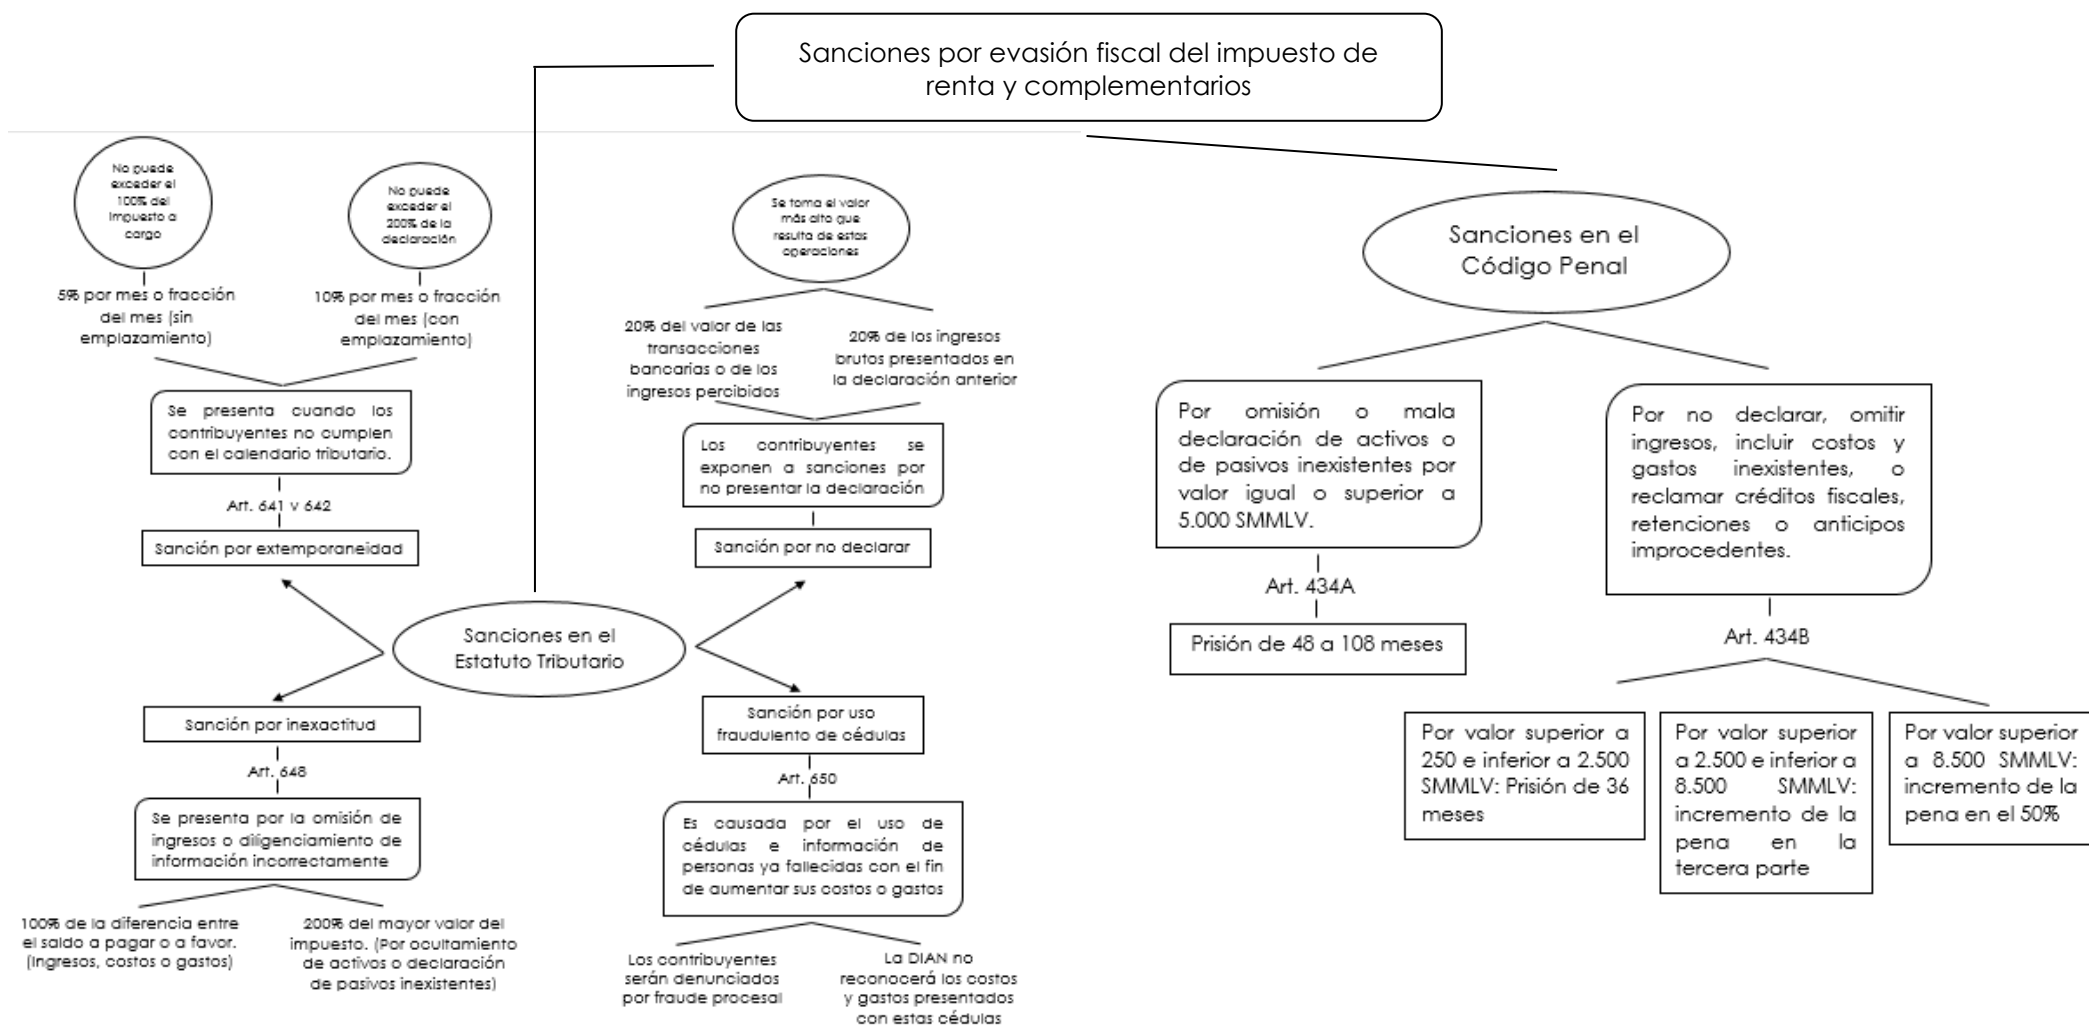 Sanciones por evasión fiscal del impuesto de
renta y complementarios
No puede
exceder el
100% del
impuesto a
cargo
5% por mes o fracción
del mes (sin
emplazamiento)
No puede
exceder el
200% de la
declaración
10% por mes o fracción
del mes (con
emplazamiento)
Se presenta cuando los
contribuyentes no cumplen
con el calendario tributario.
Art. 641 y 642
Sanción por extemporaneidad
Se toma el valor
más alto que
resulta de estas
operaciones
20% del valor de las
transacciones
bancarias o de los
ingresos percibidos
20% de los ingresos
brutos presentados en
la declaración anterior
Los contribuyentes se
exponen a sanciones por
no presentar la declaración
Sanción por no declarar
Sanciones en el
Estatuto Tributario
Sanción por inexactitud
Art. 648
Se presenta por la omisión de
ingresos o diligenciamiento de
información incorrectamente
100% de la diferencia entre
el saldo a pagar o a favor.
(Ingresos, costos o gastos)
200% del mayor valor del
impuesto. (Por ocultamiento
de activos o declaración
de pasivos inexistentes)
Sanción por uso
fraudulento de cédulas
Art. 650
Es causada por el uso de
cédulas e información de
personas ya fallecidas con el fin
de aumentar sus costos o gastos
Los contribuyentes
serán denunciados
por fraude procesal
La DIAN no
reconocerá los costos
y gastos presentados
con estas cédulas
Sanciones en el
Código Penal
Por omisión o mala
declaración de activos o
de pasivos inexistentes por
valor igual o superior a
5.000 SMMLV.
Art. 434A
Prisión de 48 a 108 meses
Por no declarar, omitir
ingresos, incluir costos y
gastos inexistentes, o
reclamar créditos fiscales,
retenciones o anticipos
improcedentes.
Art. 434B
Por valor superior a
250 e inferior a 2.500
SMMLV: Prisión de 36
meses
Por valor superior
a 2.500 e inferior a
8.500 SMMLV:
incremento de la
pena en la
tercera parte
Por valor superior
a 8.500 SMMLV:
incremento de la
pena en el 50%